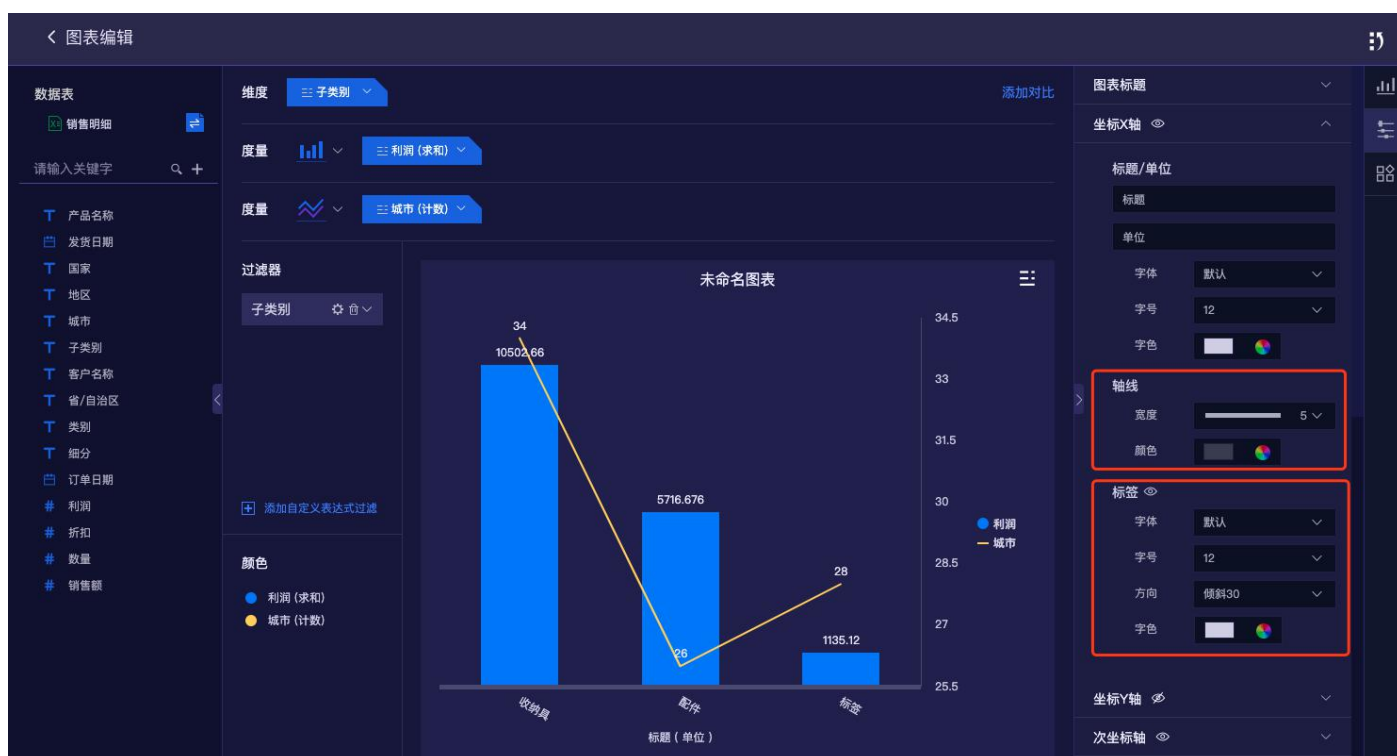 图表编辑
数据表
销售明细
请输入关键字
产品名称
发货日期
国家
地区
城市
子类别
客户名称
省/自治区
类别
细分
订单日期
利润
折扣
数量
销售额
维度 子类别 添加对比
度量 利润 (求和)
度量 城市 (计数)
过滤器
子类别
添加自定义表达式过滤
颜色
利润 (求和)
城市 (计数)
未命名图表
34
10502.66
5716.676
26
28
1135.12
34.5
33
31.5
30
28.5
27
25.5
利润
城市
收纳具 配件 标签
标题 ( 单位 )
图表标题
坐标X轴
标题/单位
标题
单位
字体 默认
字号 12
字色
轴线
宽度 5
颜色
标签
字体 默认
字号 12
方向 倾斜30
字色
坐标Y轴
次坐标轴